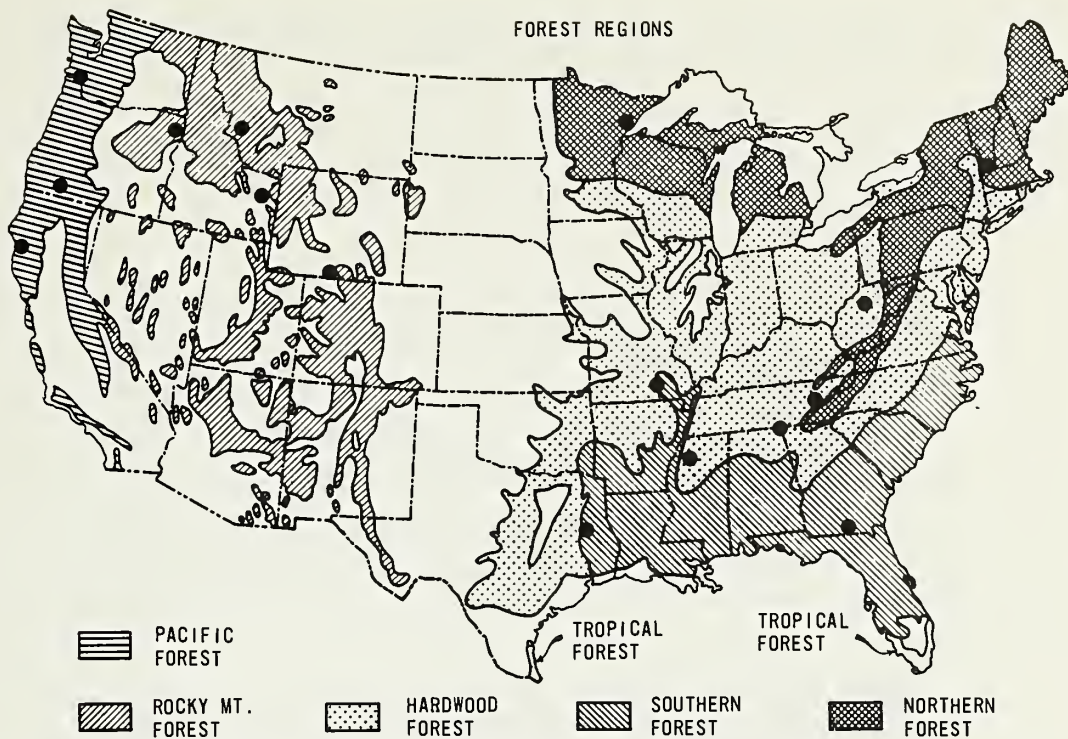 FOREST REGIONS
TROPICAL
FOREST
TROPICAL
FOREST
PACIFIC
FOREST
ROCKY MT.
FOREST
HARDWOOD
FOREST
SOUTHERN
FOREST
NORTHERN
FOREST